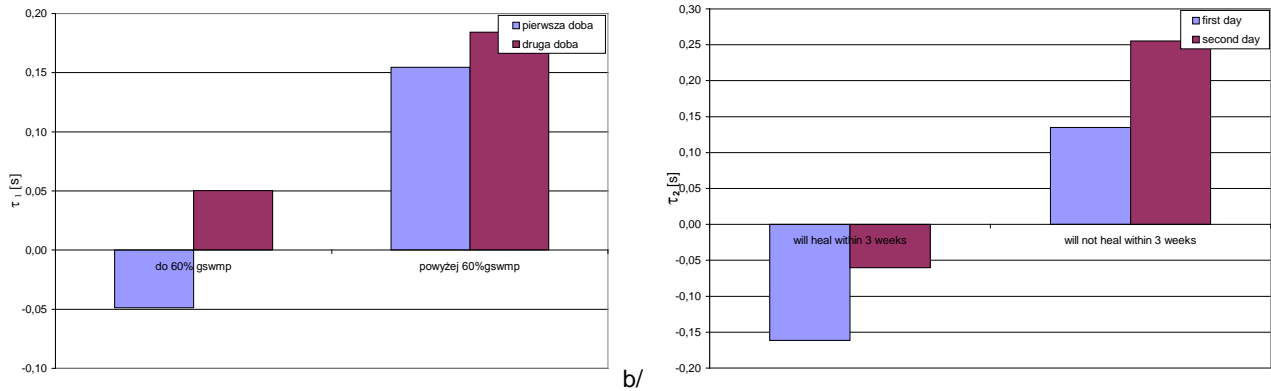 0,20
0,15
0,10
0,05
0,00
-0,05
-0,10
τ 1 [s]
pierwsza doba
druga doba
do 60% gswmp
powyżej 60%gswmp
b/
0,30
0,25
0,20
0,15
0,10
0,05
0,00
-0,05
-0,10
-0,15
-0,20
τ2 [s]
first day
second day
will heal within 3 weeks
will not heal within 3 weeks